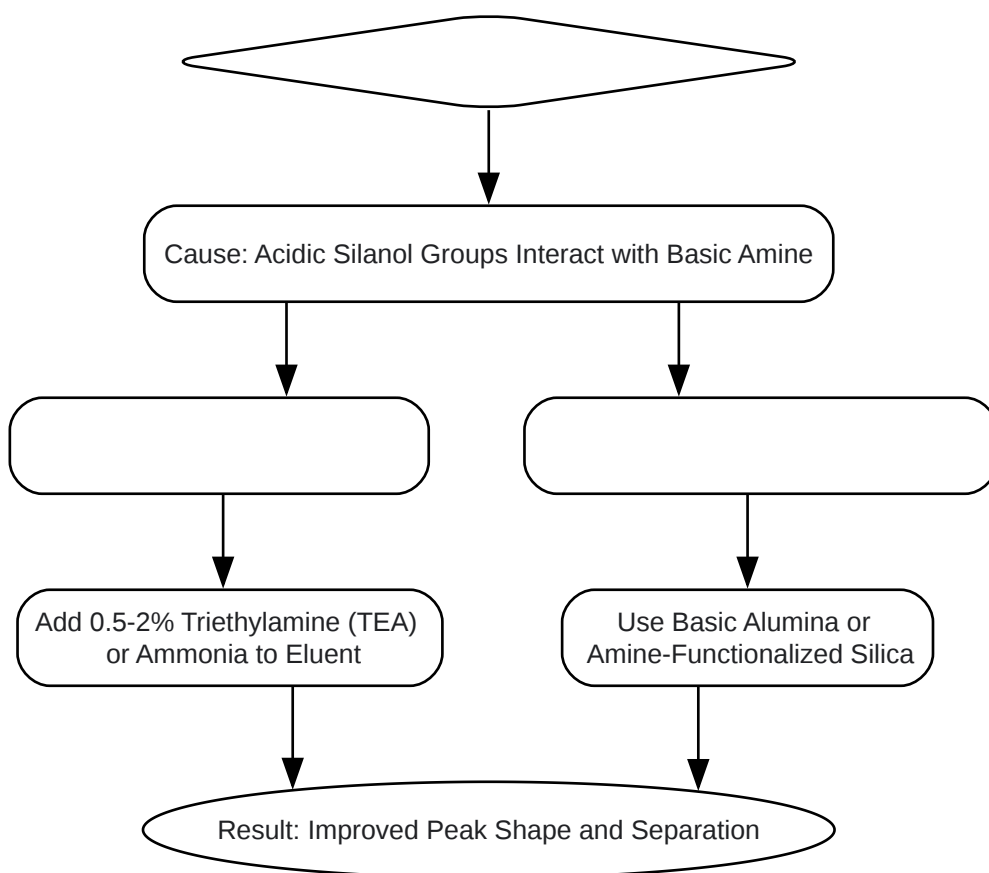 Cause: Acidic Silanol Groups Interact with Basic Amine
Add 0.5-2% Triethylamine (TEA)
or Ammonia to Eluent
Use Basic Alumina or
Amine-Functionalized Silica
Result: Improved Peak Shape and Separation